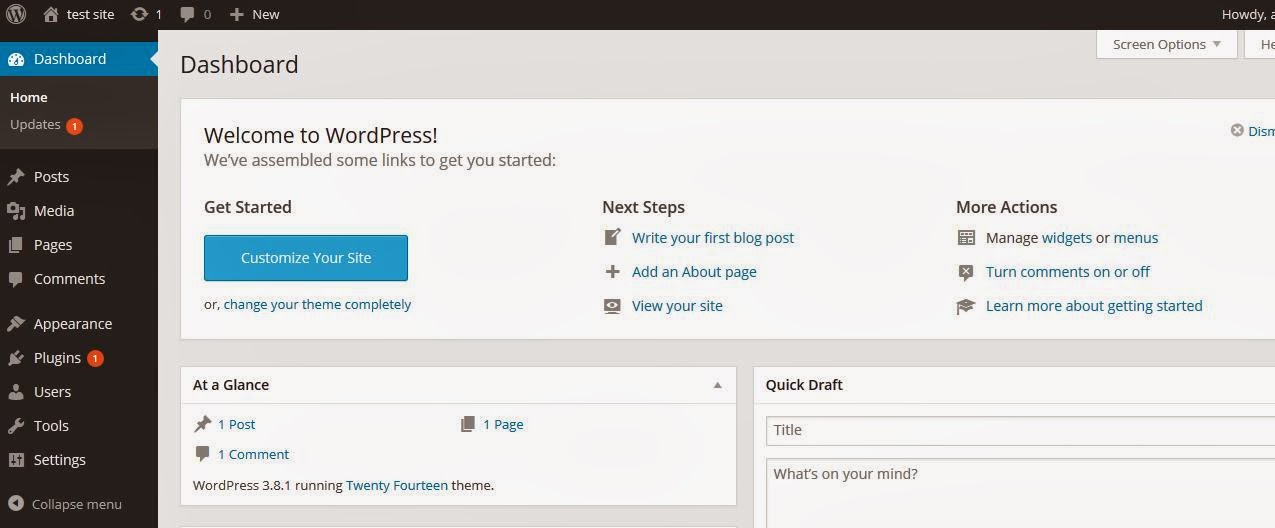 test site 1 0 New Howdy, a
Dashboard
Home
Updates 1
Posts
Media
Pages
Comments
Appearance
Plugins 1
Users
Tools
Settings
Collapse menu
Screen Options He
Dashboard
Welcome to WordPress!
Dism
We've assembled some links to get you started:
Get Started
Customize Your Site
or, change your theme completely
Next Steps
Write your first blog post
Add an About page
View your site
More Actions
Manage widgets or menus
Turn comments on or off
Learn more about getting started
At a Glance
1 Post
1 Page
1 Comment
WordPress 3.8.1 running Twenty Fourteen theme.
Quick Draft
Title
What's on your mind?